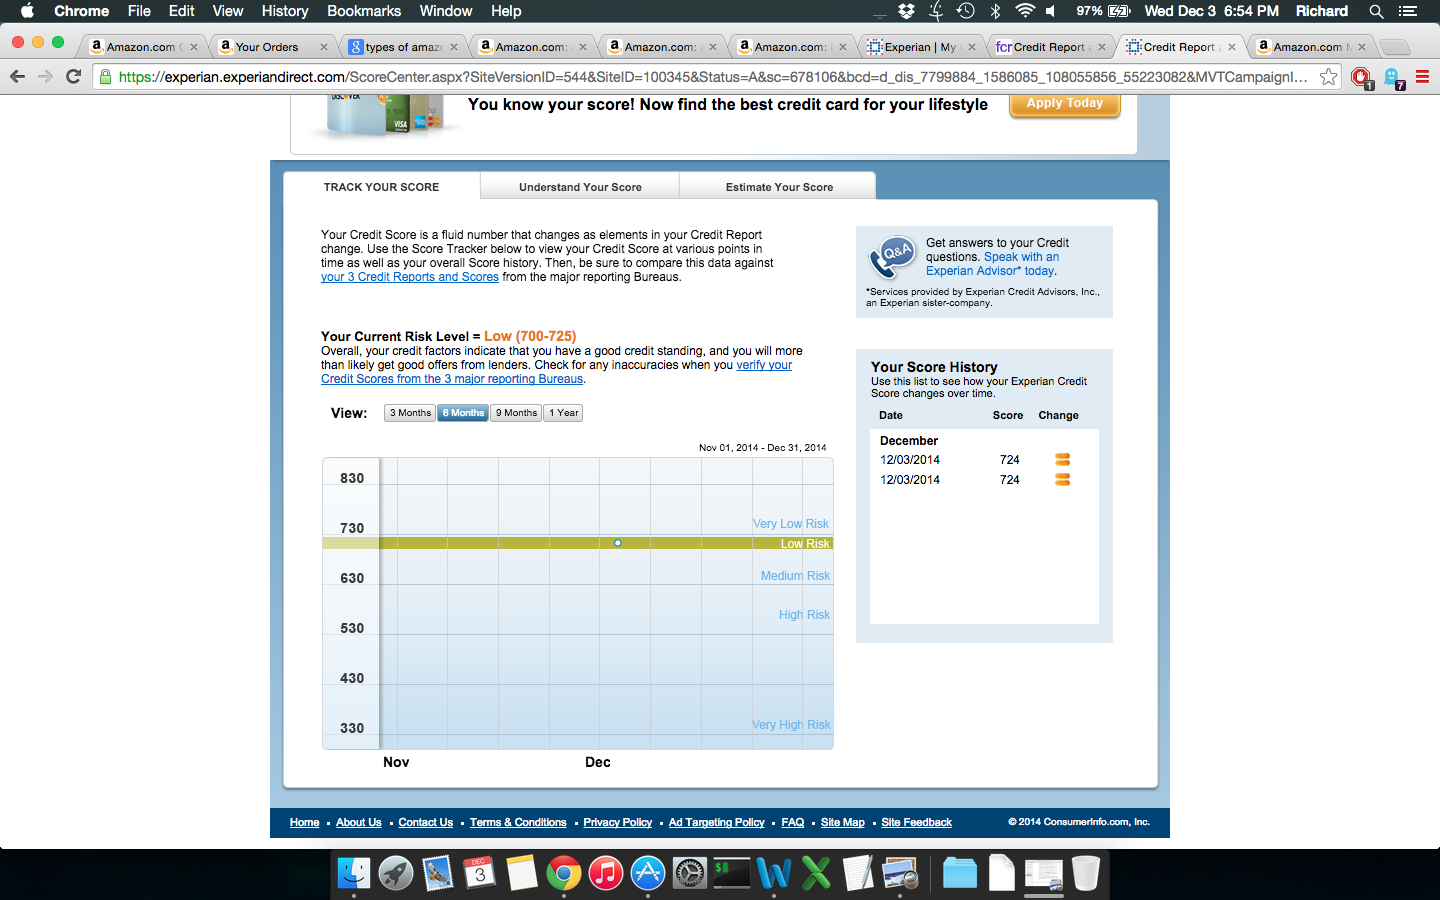 Chrome File Edit View History Bookmarks Window Help 97% Wed Dec 3 6:54 PM Richard
Amazon.com Your Orders types of amaz Amazon.com: Amazon.com: Amazon.com: Experian | My fcr Credit Report Credit Report Amazon.com
https://experian.experiandirect.com/ScoreCenter.aspx?SiteVersionID=544&SiteID=100345&Status=A&sc=678106&bcd=d_dis_7799884_1586085_108055856_55223082&MVTCampaignI... 1 7
DISCOVER VISA
You know your score! Now find the best credit card for your lifestyle
Apply Today
TRACK YOUR SCORE Understand Your Score Estimate Your Score
Your Credit Score is a fluid number that changes as elements in your Credit Report
change. Use the Score Tracker below to view your Credit Score at various points in
time as well as your overall Score history. Then, be sure to compare this data against
your 3 Credit Reports and Scores from the major reporting Bureaus.
Q&A
Get answers to your Credit
questions. Speak with an
Experian Advisor* today.
*Services provided by Experian Credit Advisors, Inc.,
an Experian sister-company.
Your Current Risk Level = Low (700-725)
Overall, your credit factors indicate that you have a good credit standing, and you will more
than likely get good offers from lenders. Check for any inaccuracies when you verify your
Credit Scores from the 3 major reporting Bureaus.
View: 3 Months 6 Months 9 Months 1 Year
Nov 01, 2014 - Dec 31, 2014
830
730
630
530
430
330
Very Low Risk
Low Risk
Medium Risk
High Risk
Very High Risk
Nov Dec
Your Score History
Use this list to see how your Experian Credit
Score changes over time.
Date Score Change
December
12/03/2014 724
12/03/2014 724
Home About Us Contact Us Terms & Conditions Privacy Policy Ad Targeting Policy FAQ Site Map Site Feedback
© 2014 ConsumerInfo.com, Inc.
DEC
3